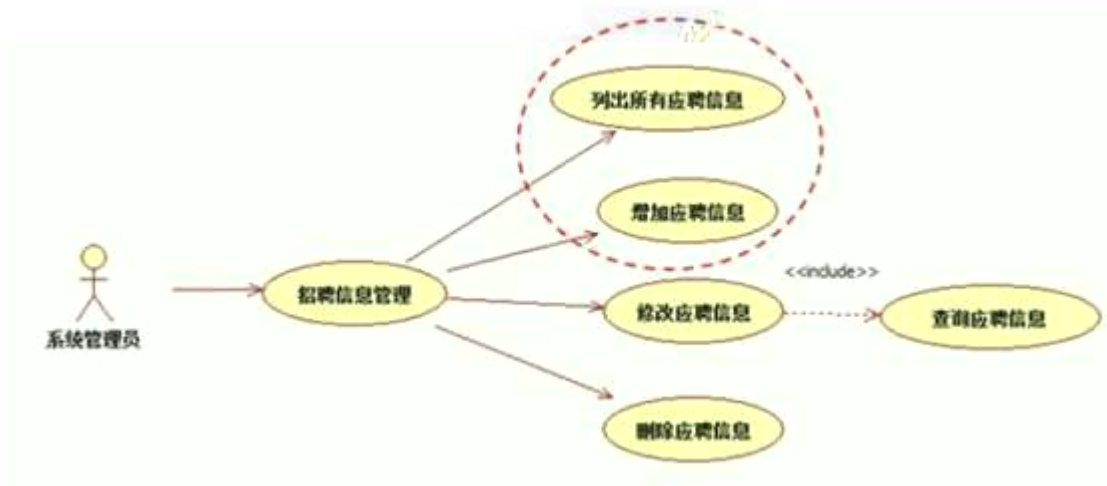 列出所有应聘信息
增加应聘信息
<<include>>
招聘信息管理
修改应聘信息
查询应聘信息
系统管理员
删除应聘信息